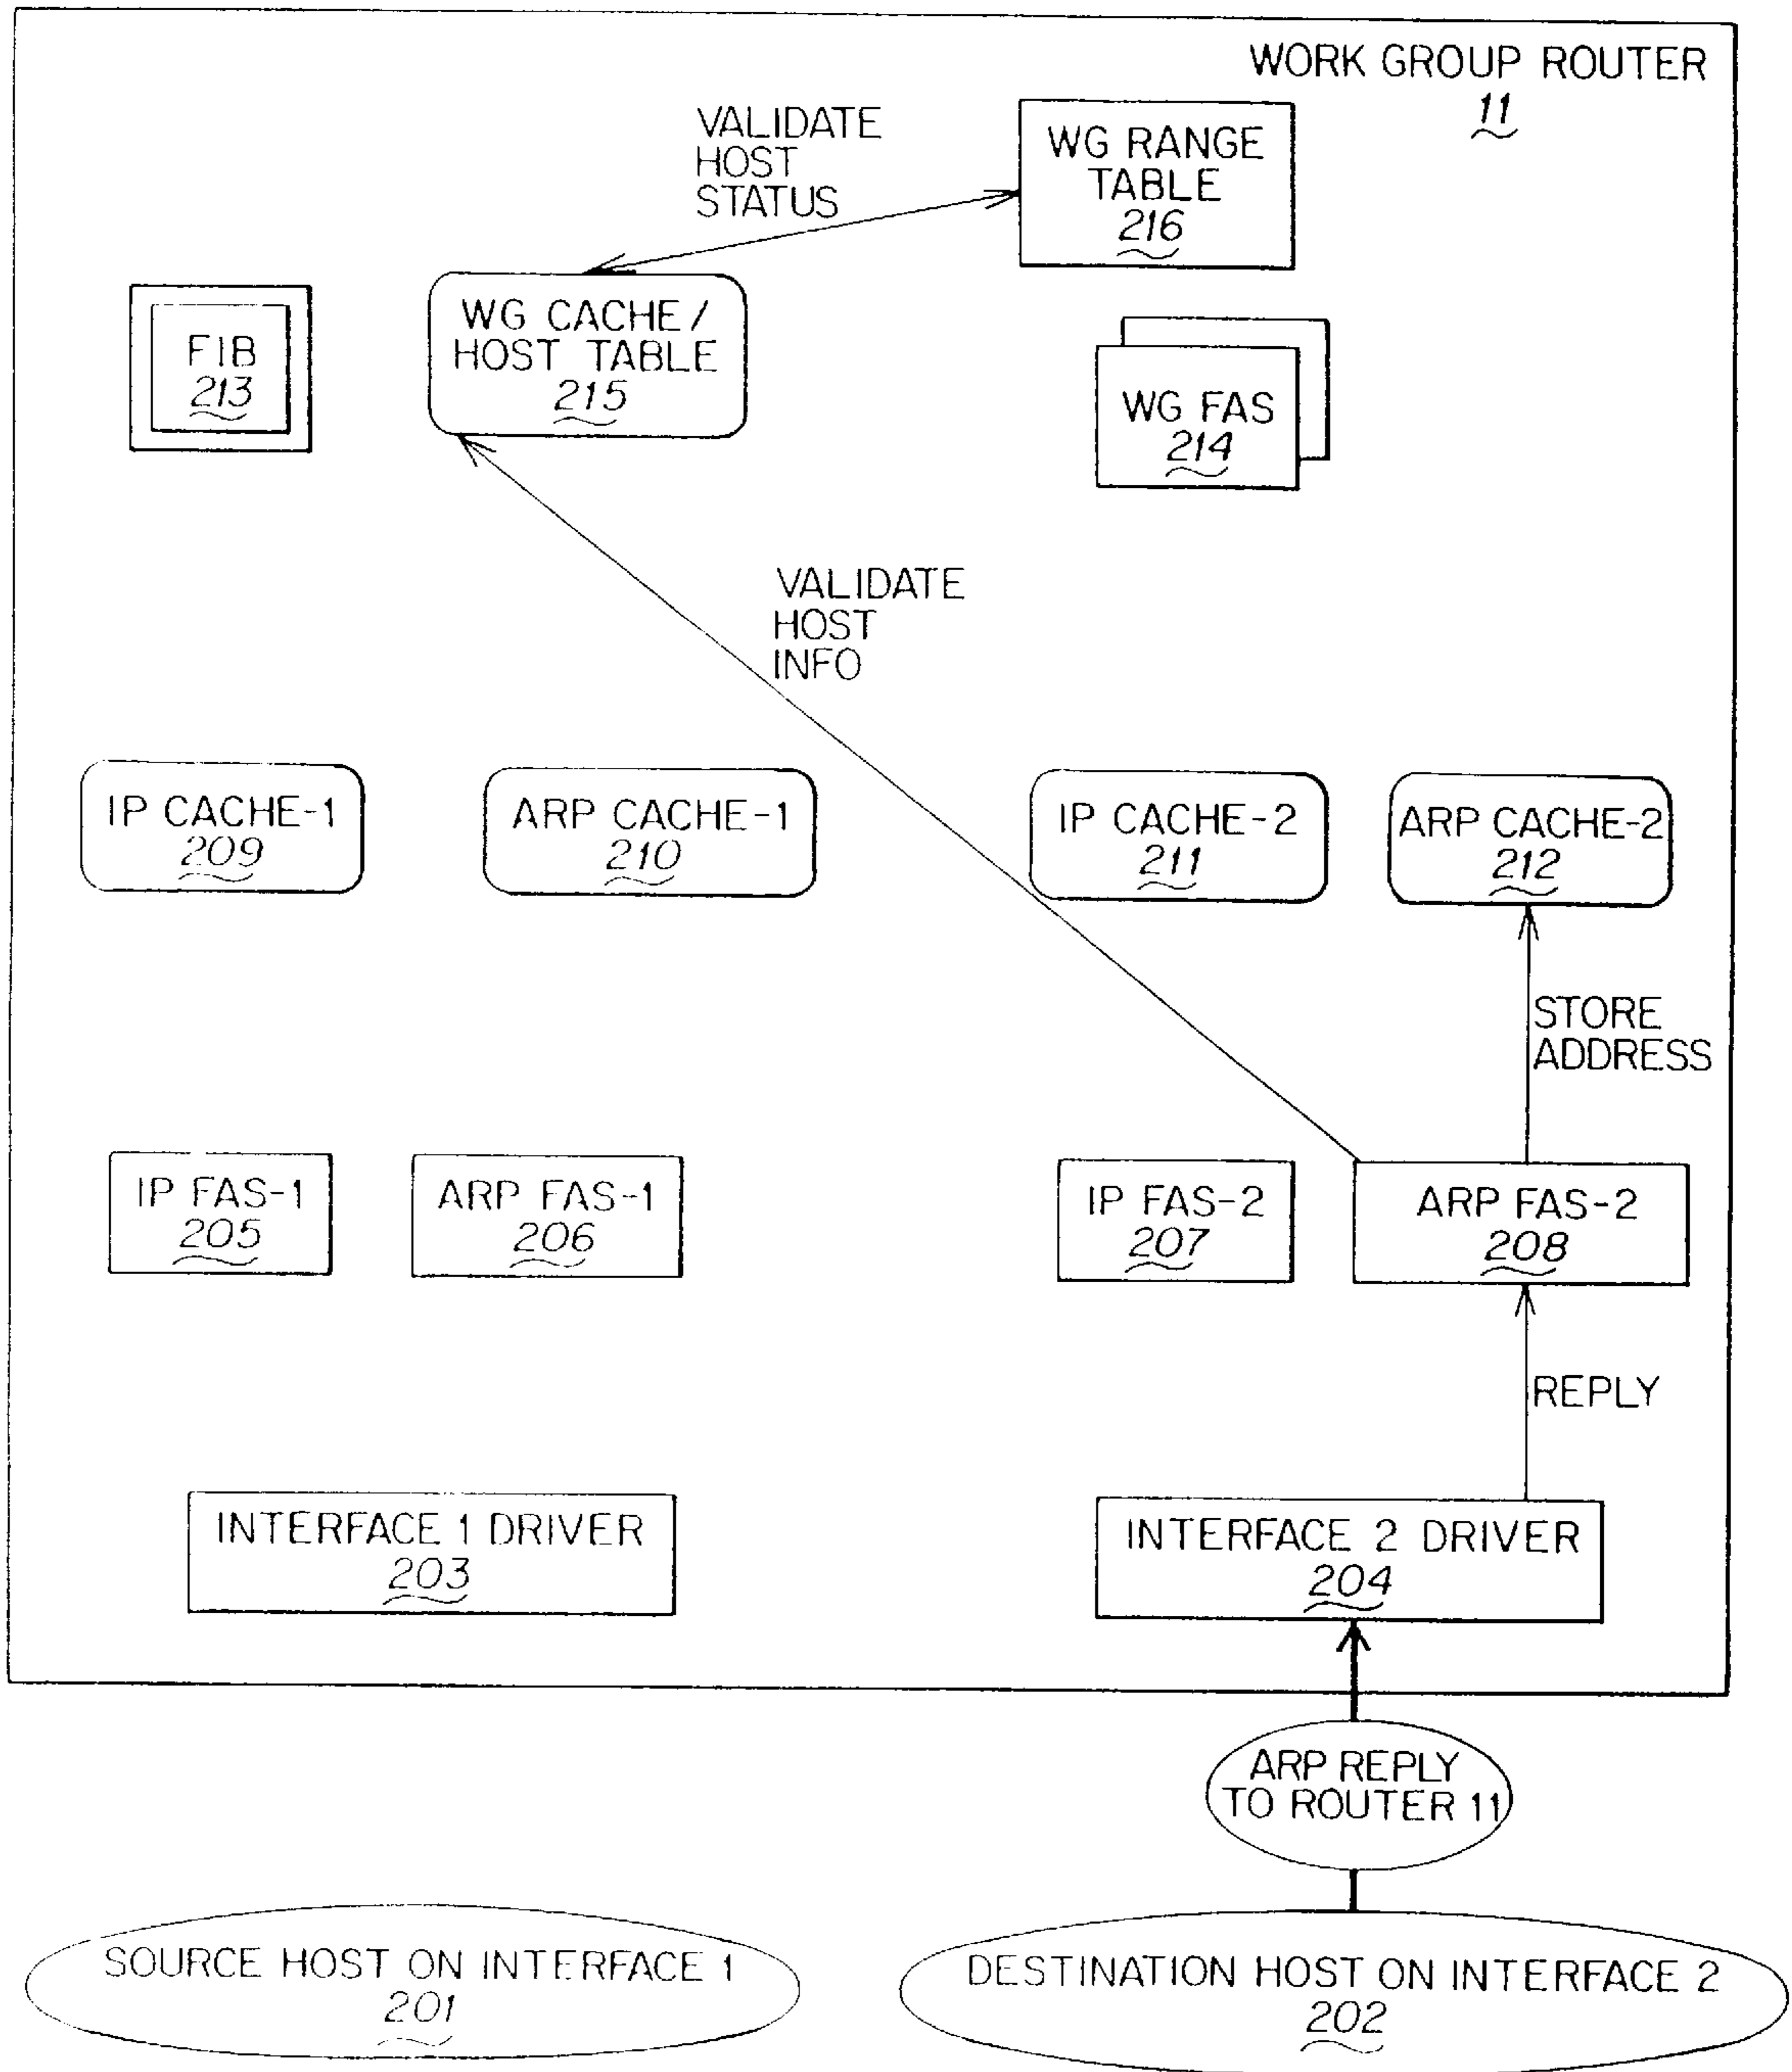 WORK GROUP ROUTER
11
VALIDATE
HOST
STATUS
WG RANGE
TABLE
216
FIB
213
WG CACHE/
HOST TABLE
215
WG FAS
214
VALIDATE
HOST
INFO
IP CACHE-1
209
ARP CACHE-1
210
IP CACHE-2
211
ARP CACHE-2
212
STORE
ADDRESS
IP FAS-1
205
ARP FAS-1
206
IP FAS-2
207
ARP FAS-2
208
REPLY
INTERFACE 1 DRIVER
203
INTERFACE 2 DRIVER
204
ARP REPLY
TO ROUTER 11
SOURCE HOST ON INTERFACE 1
201
DESTINATION HOST ON INTERFACE 2
202